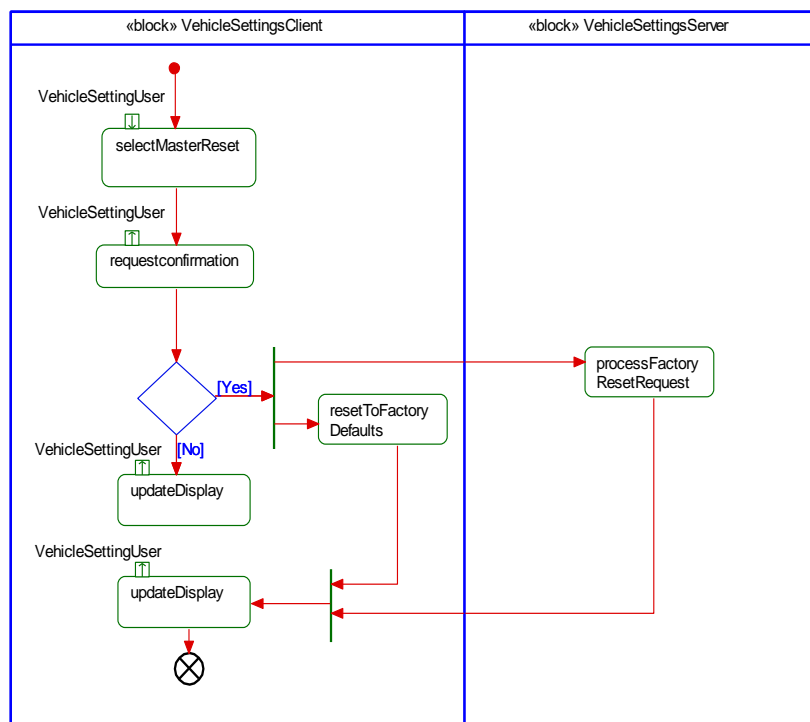 «block» VehicleSettingsClient
«block» VehicleSettingsServer
VehicleSettingUser
selectMasterReset
VehicleSettingUser
requestconfirmation
[Yes]
processFactory
ResetRequest
resetToFactory
Defaults
[No]
VehicleSettingUser
updateDisplay
VehicleSettingUser
updateDisplay